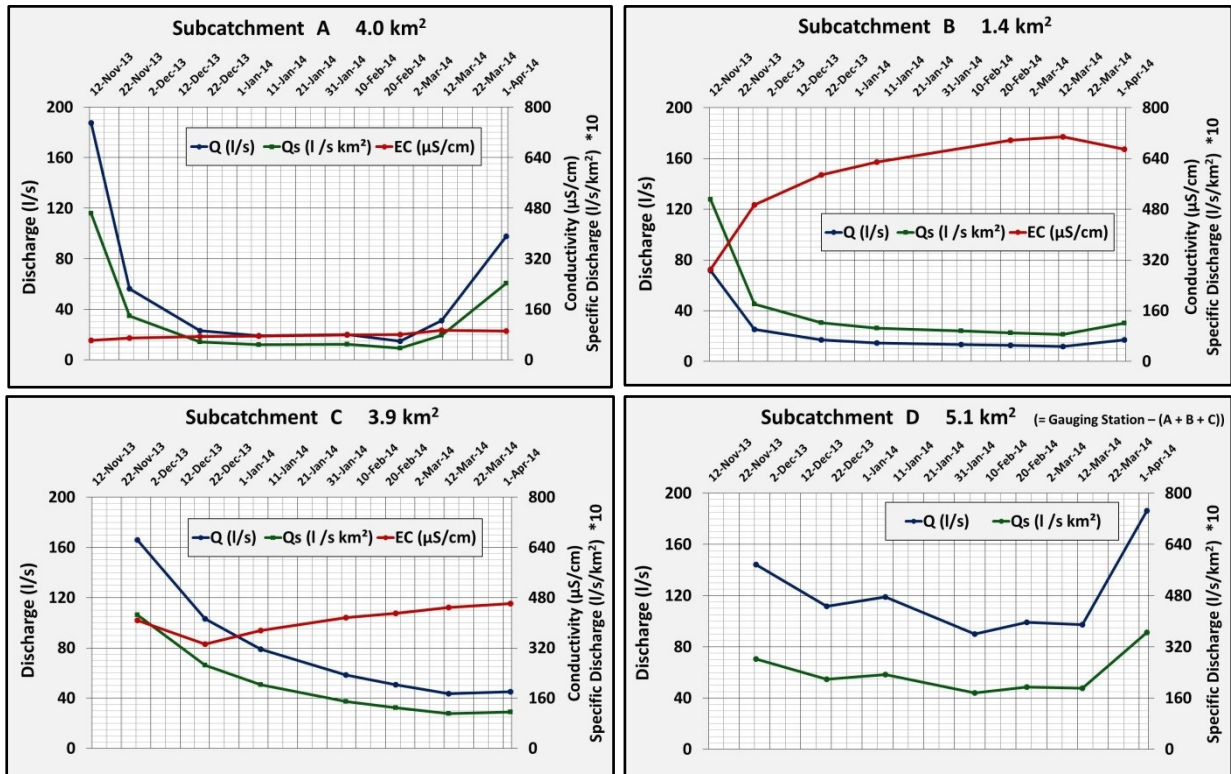 Subcatchment A 4.0 km²
12-Nov-13 22-Nov-13 2-Dec-13 12-Dec-13 22-Dec-13 1-Jan-14 11-Jan-14 21-Jan-14 31-Jan-14 10-Feb-14 20-Feb-14 2-Mar-14 12-Mar-14 22-Mar-14 1-Apr-14
Q (l/s) Qs (l /s km²) EC (µS/cm)
200 160 120 80 40 0
Discharge (l/s)
800 640 480 320 160 0
Conductivity (µS/cm)
Specific Discharge (l/s/km²) *10
Subcatchment B 1.4 km²
12-Nov-13 22-Nov-13 2-Dec-13 12-Dec-13 22-Dec-13 1-Jan-14 11-Jan-14 21-Jan-14 31-Jan-14 10-Feb-14 20-Feb-14 2-Mar-14 12-Mar-14 22-Mar-14 1-Apr-14
Q (l/s) Qs (l /s km²) EC (µS/cm)
200 160 120 80 40 0
Discharge (l/s)
800 640 480 320 160 0
Conductivity (µS/cm)
Specific Discharge (l/s/km²) *10
Subcatchment C 3.9 km²
12-Nov-13 22-Nov-13 2-Dec-13 12-Dec-13 22-Dec-13 1-Jan-14 11-Jan-14 21-Jan-14 31-Jan-14 10-Feb-14 20-Feb-14 2-Mar-14 12-Mar-14 22-Mar-14 1-Apr-14
Q (l/s) Qs (l /s km²) EC (µS/cm)
200 160 120 80 40 0
Discharge (l/s)
800 640 480 320 160 0
Conductivity (µS/cm)
Specific Discharge (l/s/km²) *10
Subcatchment D 5.1 km² (= Gauging Station – (A + B + C))
12-Nov-13 22-Nov-13 2-Dec-13 12-Dec-13 22-Dec-13 1-Jan-14 11-Jan-14 21-Jan-14 31-Jan-14 10-Feb-14 20-Feb-14 2-Mar-14 12-Mar-14 22-Mar-14 1-Apr-14
Q (l/s) Qs (l /s km²)
200 160 120 80 40 0
Discharge (l/s)
800 640 480 320 160 0
Specific Discharge (l/s/km²) *10